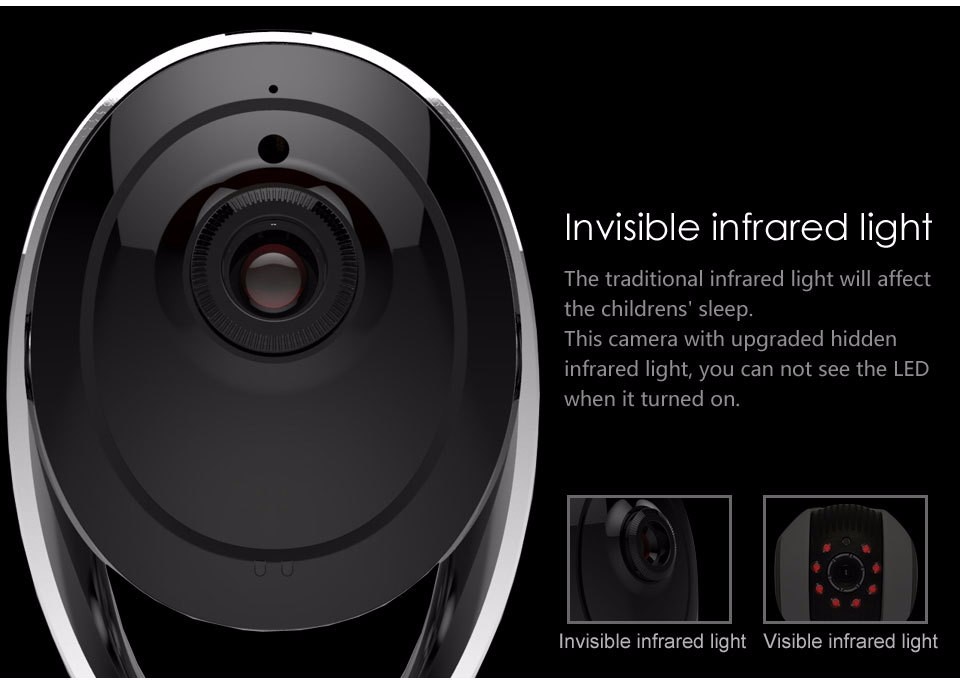 Invisible infrared light
The traditional infrared light will affect
the childrens' sleep.
This camera with upgraded hidden
infrared light, you can not see the LED
when it turned on.
Invisible infrared light
Visible infrared light